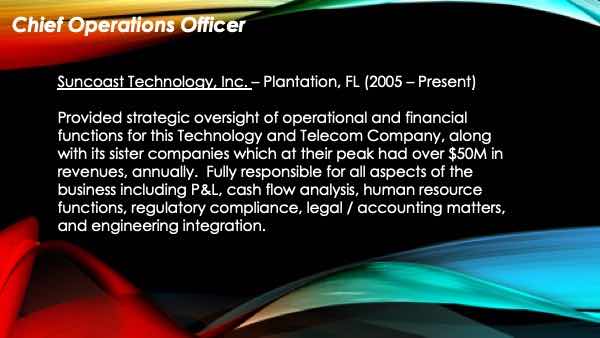 Chief Operations Officer
Suncoast Technology, Inc. – Plantation, FL (2005 – Present)
Provided strategic oversight of operational and financial
functions for this Technology and Telecom Company, along
with its sister companies which at their peak had over $50M in
revenues, annually.  Fully responsible for all aspects of the
business including P&L, cash flow analysis, human resource
functions, regulatory compliance, legal / accounting matters,
and engineering integration.